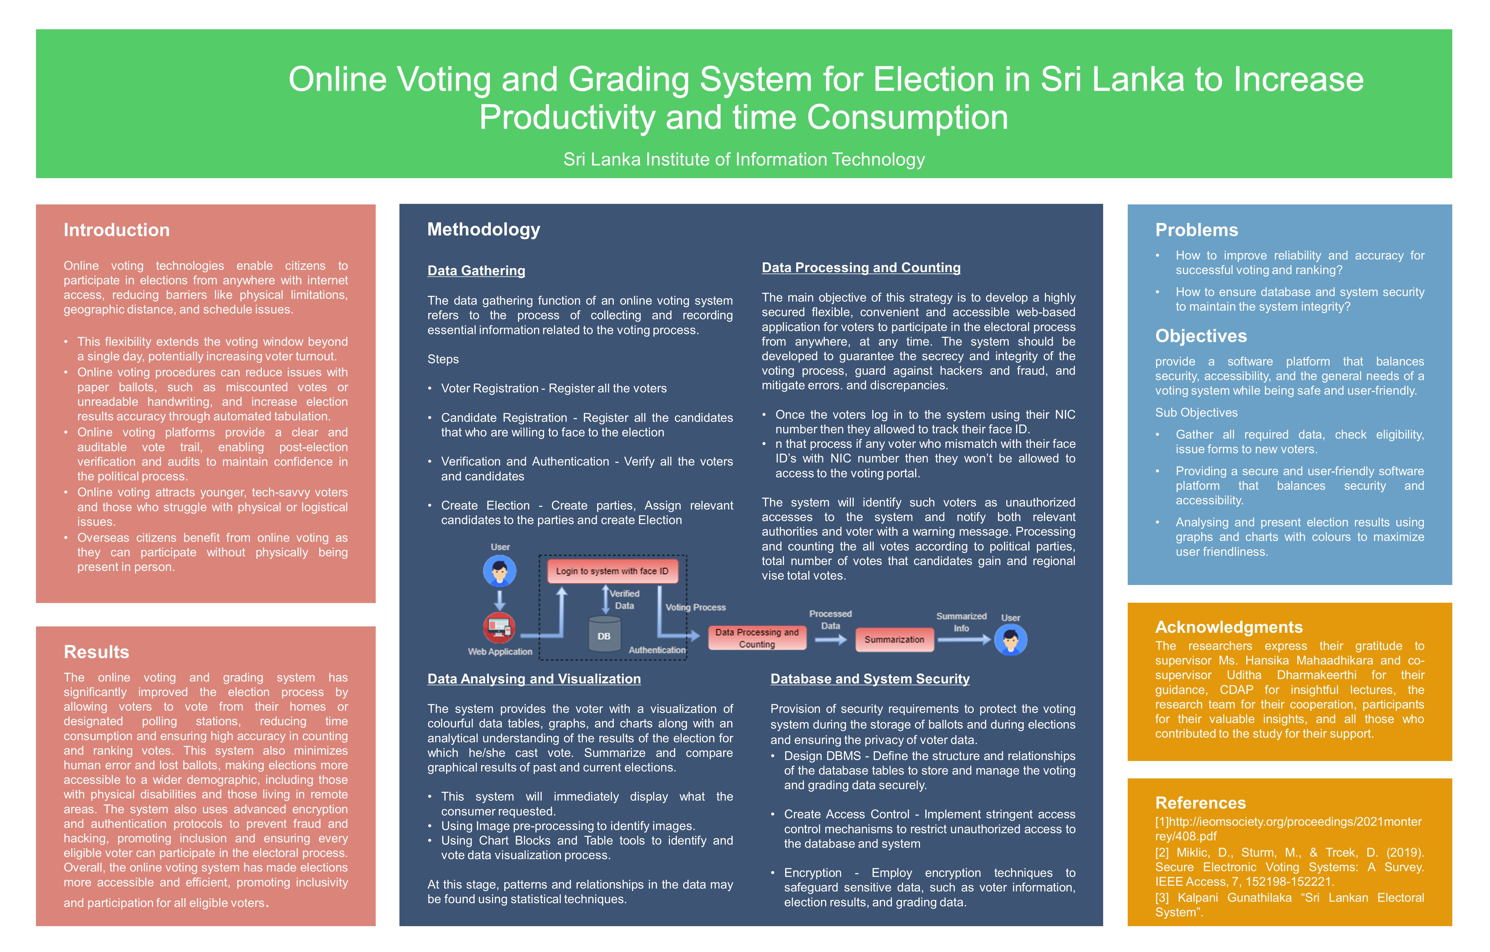 Online Voting and Grading System for Election in Sri Lanka to Increase
Productivity and time Consumption
Sri Lanka Institute of Information Technology
Introduction
Online voting technologies enable citizens to
participate in elections from anywhere with internet
access, reducing barriers like physical limitations,
geographic distance, and schedule issues.
• This flexibility extends the voting window beyond
a single day, potentially increasing voter turnout.
• Online voting procedures can reduce issues with
paper ballots, such as miscounted votes or
unreadable handwriting, and increase election
results accuracy through automated tabulation.
• Online voting platforms provide a clear and
auditable vote trail, enabling post-election
verification and audits to maintain confidence in
the political process.
• Online voting attracts younger, tech-savvy voters
and those who struggle with physical or logistical
issues.
• Overseas citizens benefit from online voting as
they can participate without physically being
present in person.
Results
The online voting and grading system has
significantly improved the election process by
allowing voters to vote from their homes or
designated polling stations, reducing time
consumption and ensuring high accuracy in counting
and ranking votes. This system also minimizes
human error and lost ballots, making elections more
accessible to a wider demographic, including those
with physical disabilities and those living in remote
areas. The system also uses advanced encryption
and authentication protocols to prevent fraud and
hacking, promoting inclusion and ensuring every
eligible voter can participate in the electoral process.
Overall, the online voting system has made elections
more accessible and efficient, promoting inclusivity
and participation for all eligible voters.
Methodology
Data Gathering
The data gathering function of an online voting system
refers to the process of collecting and recording
essential information related to the voting process.
Steps
• Voter Registration - Register all the voters
• Candidate Registration - Register all the candidates
that who are willing to face to the election
• Verification and Authentication - Verify all the voters
and candidates
• Create Election - Create parties, Assign relevant
candidates to the parties and create Election
Data Processing and Counting
The main objective of this strategy is to develop a highly
secured flexible, convenient and accessible web-based
application for voters to participate in the electoral process
from anywhere, at any time. The system should be
developed to guarantee the secrecy and integrity of the
voting process, guard against hackers and fraud, and
mitigate errors. and discrepancies.
• Once the voters log in to the system using their NIC
number then they allowed to track their face ID.
• n that process if any voter who mismatch with their face
ID's with NIC number then they won't be allowed to
access to the voting portal.
The system will identify such voters as unauthorized
accesses to the system and notify both relevant
authorities and voter with a warning message. Processing
and counting the all votes according to political parties,
total number of votes that candidates gain and regional
vise total votes.
User
Web Application
Login to system with face ID
Verified
Data
DB
Authentication
Voting Process
Data Processing and
Counting
Processed
Data
Summarization
Summarized
Info
User
Data Analysing and Visualization
The system provides the voter with a visualization of
colourful data tables, graphs, and charts along with an
analytical understanding of the results of the election for
which he/she cast vote. Summarize and compare
graphical results of past and current elections.
• This system will immediately display what the
consumer requested.
• Using Image pre-processing to identify images.
• Using Chart Blocks and Table tools to identify and
vote data visualization process.
At this stage, patterns and relationships in the data may
be found using statistical techniques.
Database and System Security
Provision of security requirements to protect the voting
system during the storage of ballots and during elections
and ensuring the privacy of voter data.
• Design DBMS - Define the structure and relationships
of the database tables to store and manage the voting
and grading data securely.
• Create Access Control - Implement stringent access
control mechanisms to restrict unauthorized access to
the database and system
• Encryption - Employ encryption techniques to
safeguard sensitive data, such as voter information,
election results, and grading data.
Problems
• How to improve reliability and accuracy for
successful voting and ranking?
• How to ensure database and system security
to maintain the system integrity?
Objectives
provide a software platform that balances
security, accessibility, and the general needs of a
voting system while being safe and user-friendly.
Sub Objectives
• Gather all required data, check eligibility,
issue forms to new voters.
• Providing a secure and user-friendly software
platform that balances security and
accessibility.
• Analysing and present election results using
graphs and charts with colours to maximize
user friendliness.
Acknowledgments
The researchers express their gratitude to
supervisor Ms. Hansika Mahaadhikara and co-
supervisor Uditha Dharmakeerthi for their
guidance, CDAP for insightful lectures, the
research team for their cooperation, participants
for their valuable insights, and all those who
contributed to the study for their support.
References
[1]http://ieomsociety.org/proceedings/2021monter
rey/408.pdf
[2] Miklic, D., Sturm, M., & Trcek, D. (2019).
Secure Electronic Voting Systems: A Survey.
IEEE Access, 7, 152198-152221.
[3] Kalpani Gunathilaka "Sri Lankan Electoral
System".